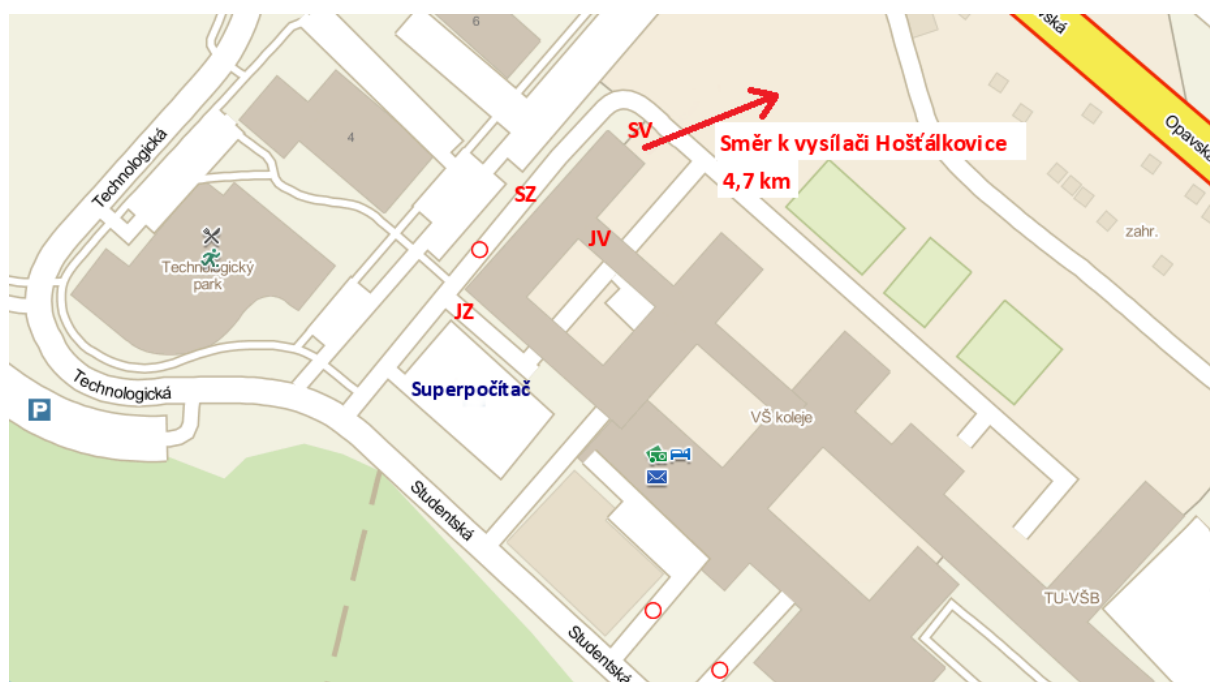 6
vská
Opavská
Technologická
4
SV
Směr k vysílači Hošťálkovice
4,7 km
SZ
JV
zahr.
Technologický
park
JZ
Technologická
Superpočítač
P
VŠ koleje
Studentská
TU-VŠB
Studentská